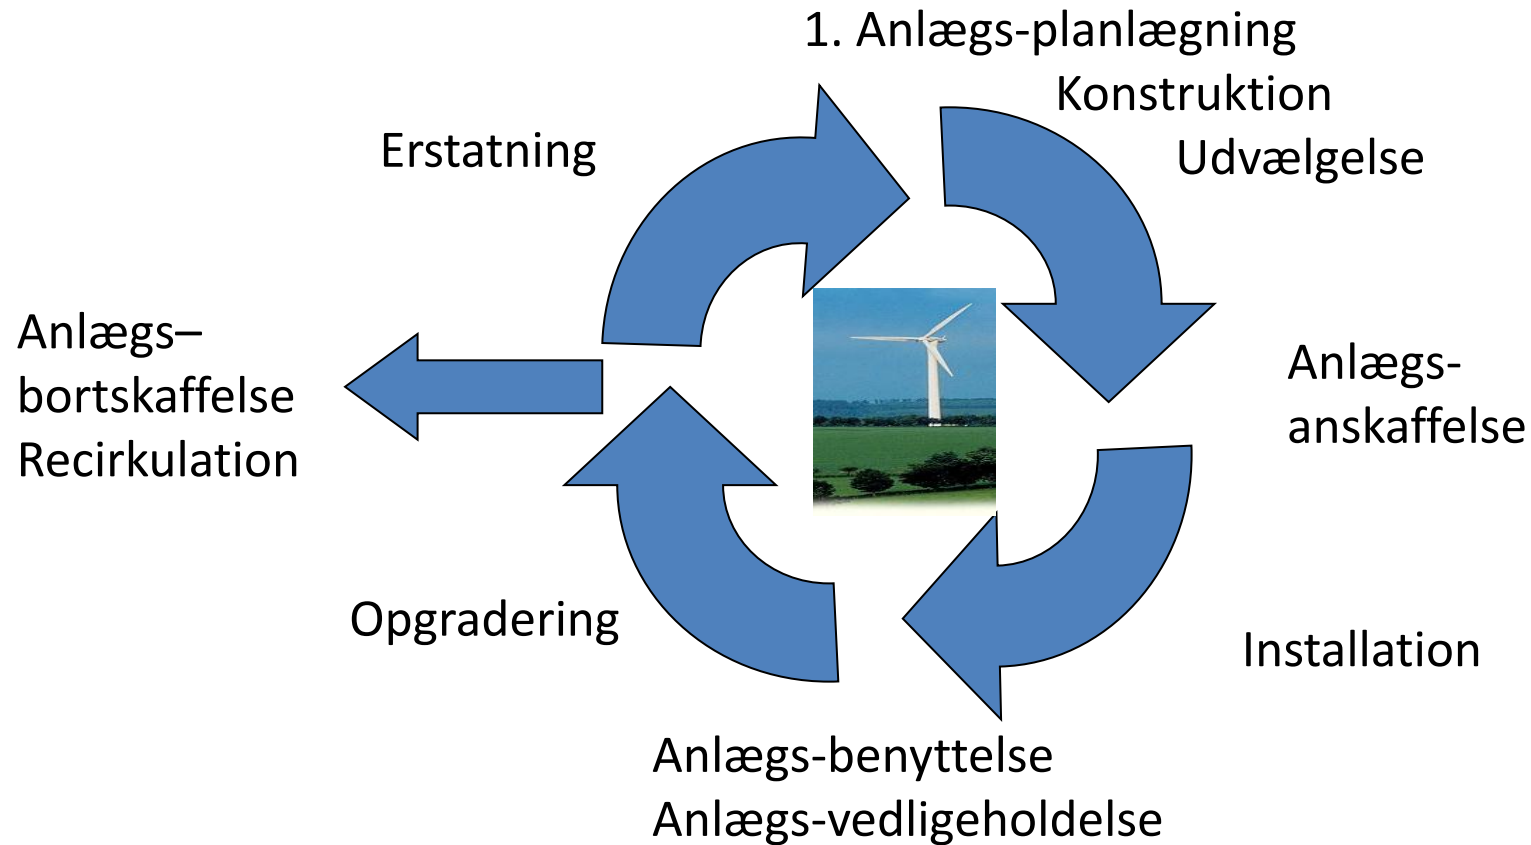 1. Anlægs-planlægning
Konstruktion
Udvælgelse
Anlægs-
anskaffelse
Installation
Anlægs-benyttelse
Anlægs-vedligeholdelse
Opgradering
Anlægs–
bortskaffelse
Recirkulation
Erstatning